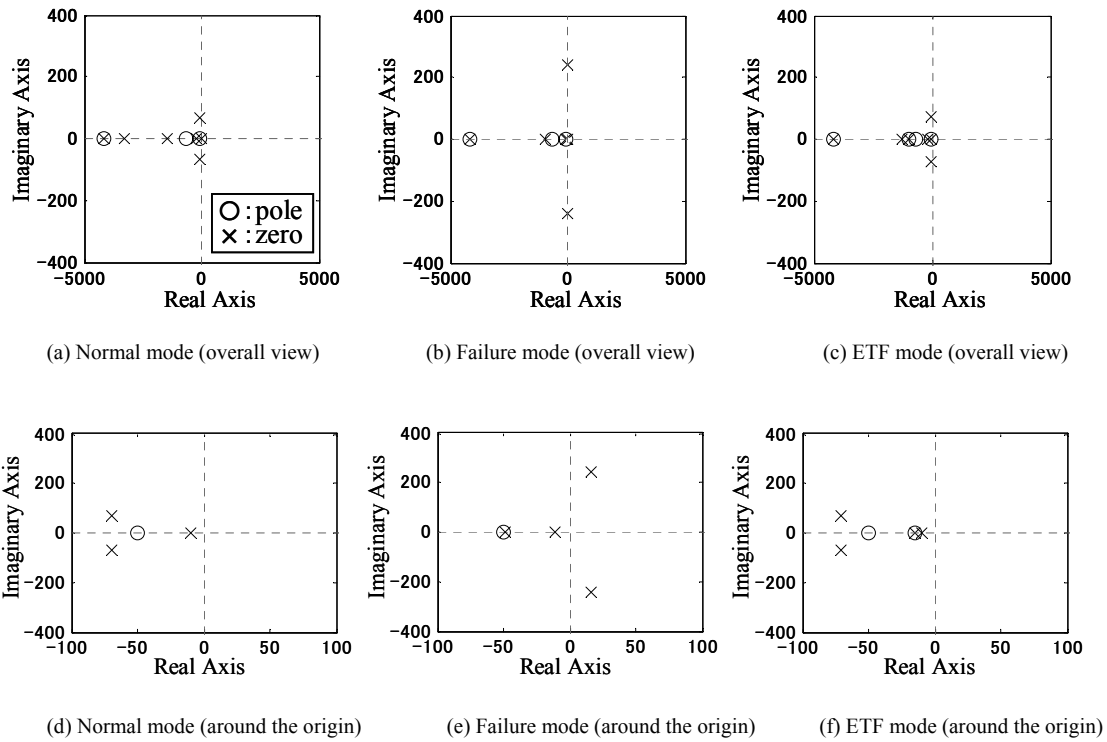 400
200
0
−200
−400
−5000
0
5000
Imaginary Axis
Real Axis
○ : pole
× : zero
400
200
0
−200
−400
−5000
0
5000
Imaginary Axis
Real Axis
400
200
0
−200
−400
−5000
0
5000
Imaginary Axis
Real Axis
(a) Normal mode (overall view)
(b) Failure mode (overall view)
(c) ETF mode (overall view)
400
200
0
−200
−400
−100
−50
0
50
100
Imaginary Axis
Real Axis
400
200
0
−200
−400
−100
−50
0
50
100
Imaginary Axis
Real Axis
400
200
0
−200
−400
−100
−50
0
50
100
Imaginary Axis
Real Axis
(d) Normal mode (around the origin)
(e) Failure mode (around the origin)
(f) ETF mode (around the origin)